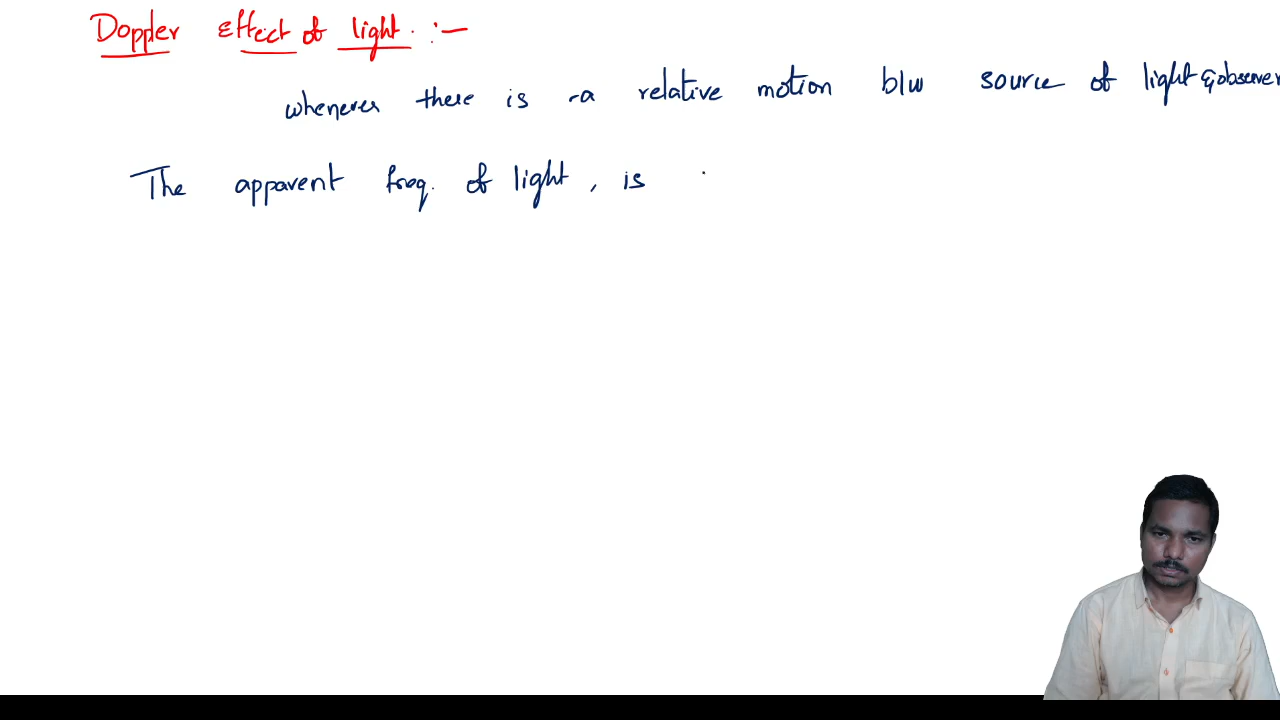 Doppler Effect of light :-
whenever there is a relative motion b/w source of light & observer
The apparent freq. of light, is